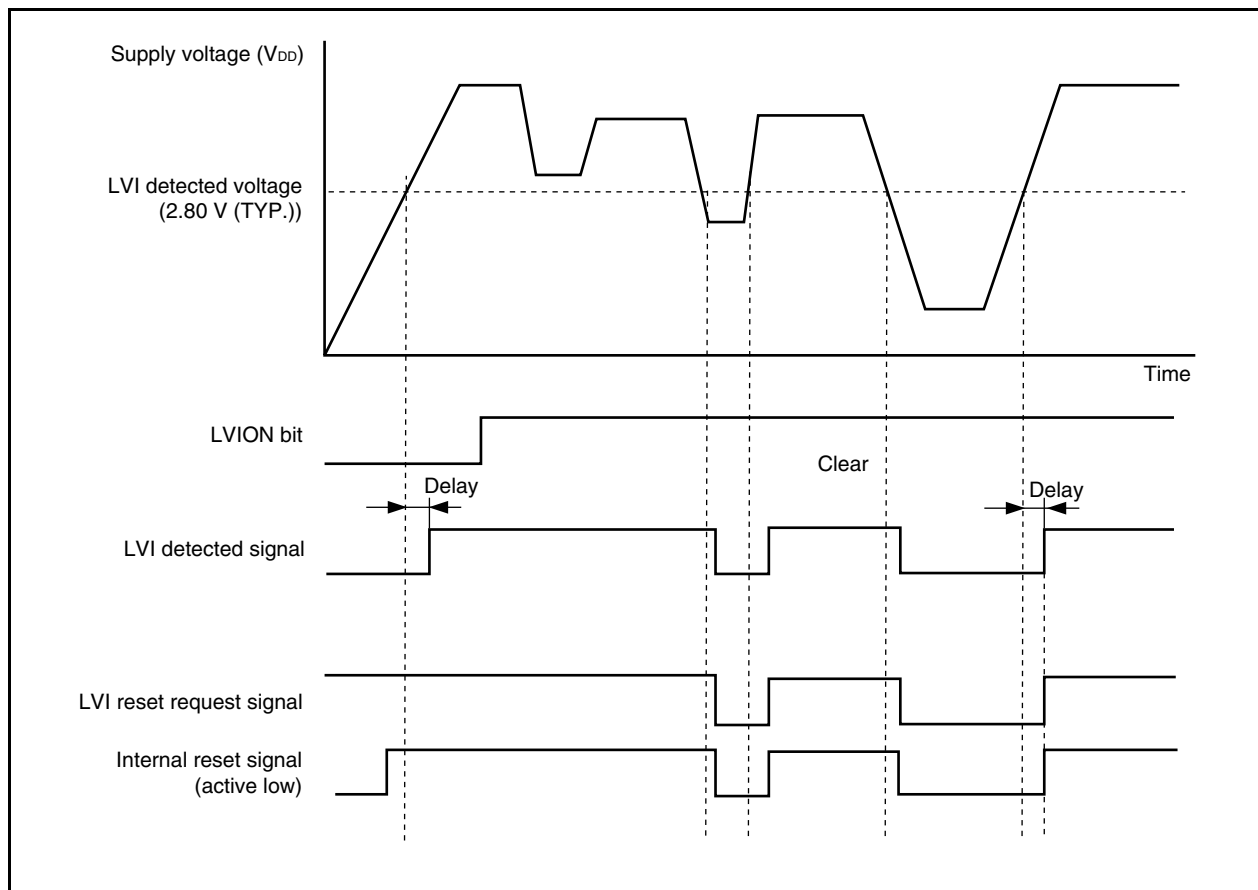 Supply voltage (VDD)
LVI detected voltage
(2.80 V (TYP.))
Time
LVION bit
Clear
Delay
Delay
LVI detected signal
LVI reset request signal
Internal reset signal
(active low)